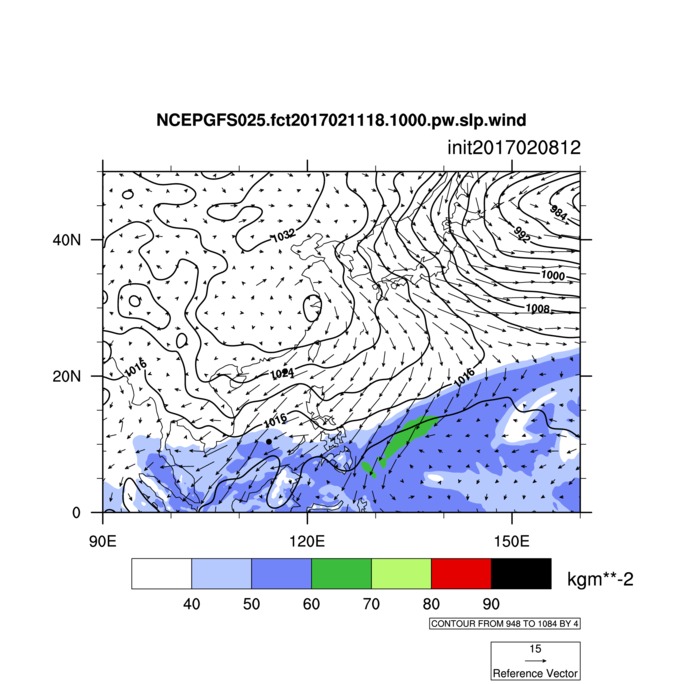 NCEPGFS025.fct2017021118.1000.pw.slp.wind
init2017020812
984
992
1032
40N
1000
1008
1016
1024
1016
20N
1016
0
90E 120E 150E
kgm**-2
40 50 60 70 80 90
CONTOUR FROM 948 TO 1084 BY 4
15
Reference Vector